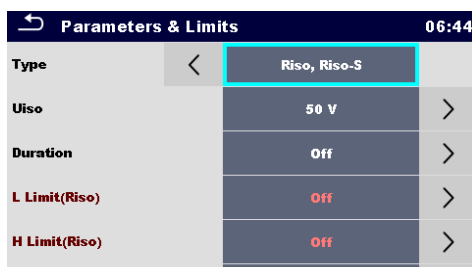 Parameters & Limits 06:44
Type Riso, Riso-S
Uiso 50 V
Duration Off
L Limit(Riso) Off
H Limit(Riso) Off